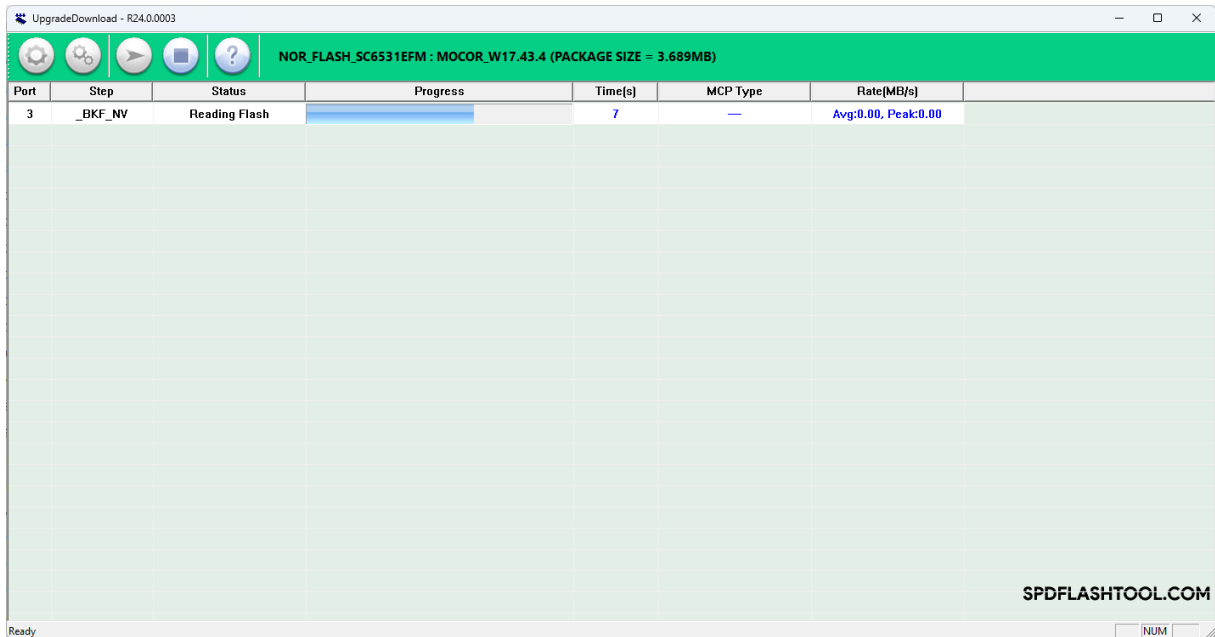 UpgradeDownload - R24.0.0003
NOR_FLASH_SC6531EFM : MOCOR_W17.43.4 (PACKAGE SIZE = 3.689MB)
Port Step Status Progress Time(s) MCP Type Rate(MB/s)
3 _BKF_NV Reading Flash 7 — Avg:0.00, Peak:0.00
SPDFLASHTOOL.COM
Ready NUM